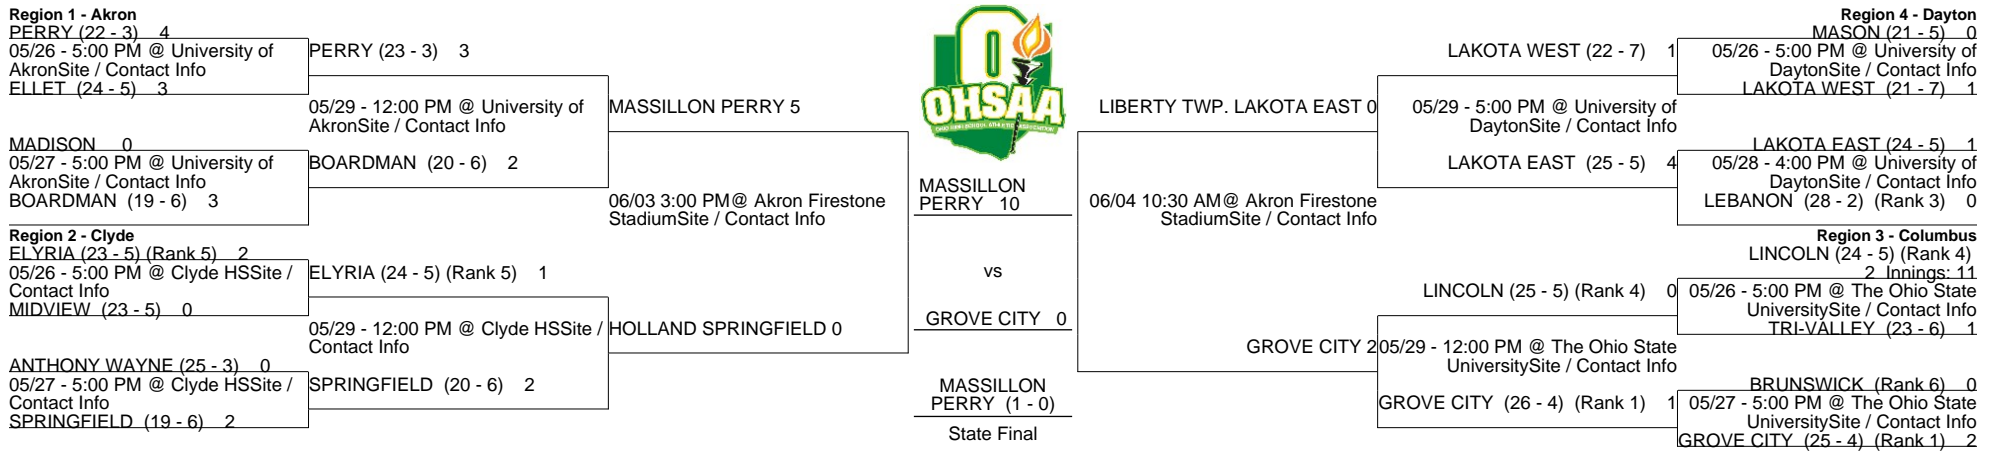 Region 1 - Akron
PERRY (22 - 3) 4
05/26 - 5:00 PM @ University of
AkronSite / Contact Info
ELLET (24 - 5) 3
MADISON 0
05/27 - 5:00 PM @ University of
AkronSite / Contact Info
BOARDMAN (19 - 6) 3
Region 2 - Clyde
ELYRIA (23 - 5) (Rank 5) 2
05/26 - 5:00 PM @ Clyde HSSite /
Contact Info
MIDVIEW (23 - 5) 0
ANTHONY WAYNE (25 - 3) 0
05/27 - 5:00 PM @ Clyde HSSite /
Contact Info
SPRINGFIELD (19 - 6) 2
PERRY (23 - 3) 3
05/29 - 12:00 PM @ University of
AkronSite / Contact Info
BOARDMAN (20 - 6) 2
ELYRIA (24 - 5) (Rank 5) 1
05/29 - 12:00 PM @ Clyde HSSite /
Contact Info
SPRINGFIELD (20 - 6) 2
MASSILLON PERRY 5
06/03 3:00 PM@ Akron Firestone
StadiumSite / Contact Info
HOLLAND SPRINGFIELD 0
OHSAA
MASSILLON
PERRY 10
vs
GROVE CITY 0
MASSILLON
PERRY (1 - 0)
State Final
LIBERTY TWP. LAKOTA EAST 0
06/04 10:30 AM@ Akron Firestone
StadiumSite / Contact Info
GROVE CITY 2
LAKOTA WEST (22 - 7) 1
05/29 - 5:00 PM @ University of
DaytonSite / Contact Info
LAKOTA EAST (25 - 5) 4
LINCOLN (25 - 5) (Rank 4) 0
05/29 - 12:00 PM @ The Ohio State
UniversitySite / Contact Info
GROVE CITY (26 - 4) (Rank 1) 1
Region 4 - Dayton
MASON (21 - 5) 0
05/26 - 5:00 PM @ University of
DaytonSite / Contact Info
LAKOTA WEST (21 - 7) 1
LAKOTA EAST (24 - 5) 1
05/28 - 4:00 PM @ University of
DaytonSite / Contact Info
LEBANON (28 - 2) (Rank 3) 0
Region 3 - Columbus
LINCOLN (24 - 5) (Rank 4)
2 Innings: 11
05/26 - 5:00 PM @ The Ohio State
UniversitySite / Contact Info
TRI-VALLEY (23 - 6) 1
BRUNSWICK (Rank 6) 0
05/27 - 5:00 PM @ The Ohio State
UniversitySite / Contact Info
GROVE CITY (25 - 4) (Rank 1) 2